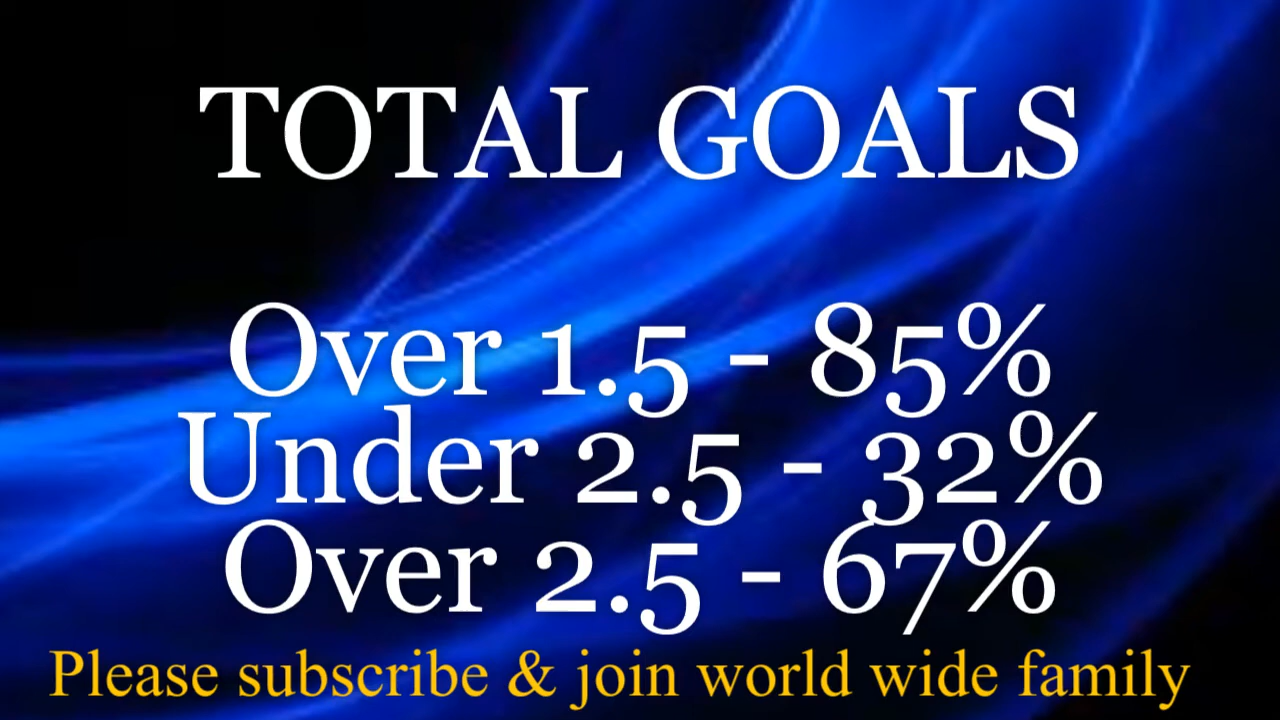 TOTAL GOALS
Over 1.5 - 85%
Under 2.5 - 32%
Over 2.5 - 67%
Please subscribe & join world wide family